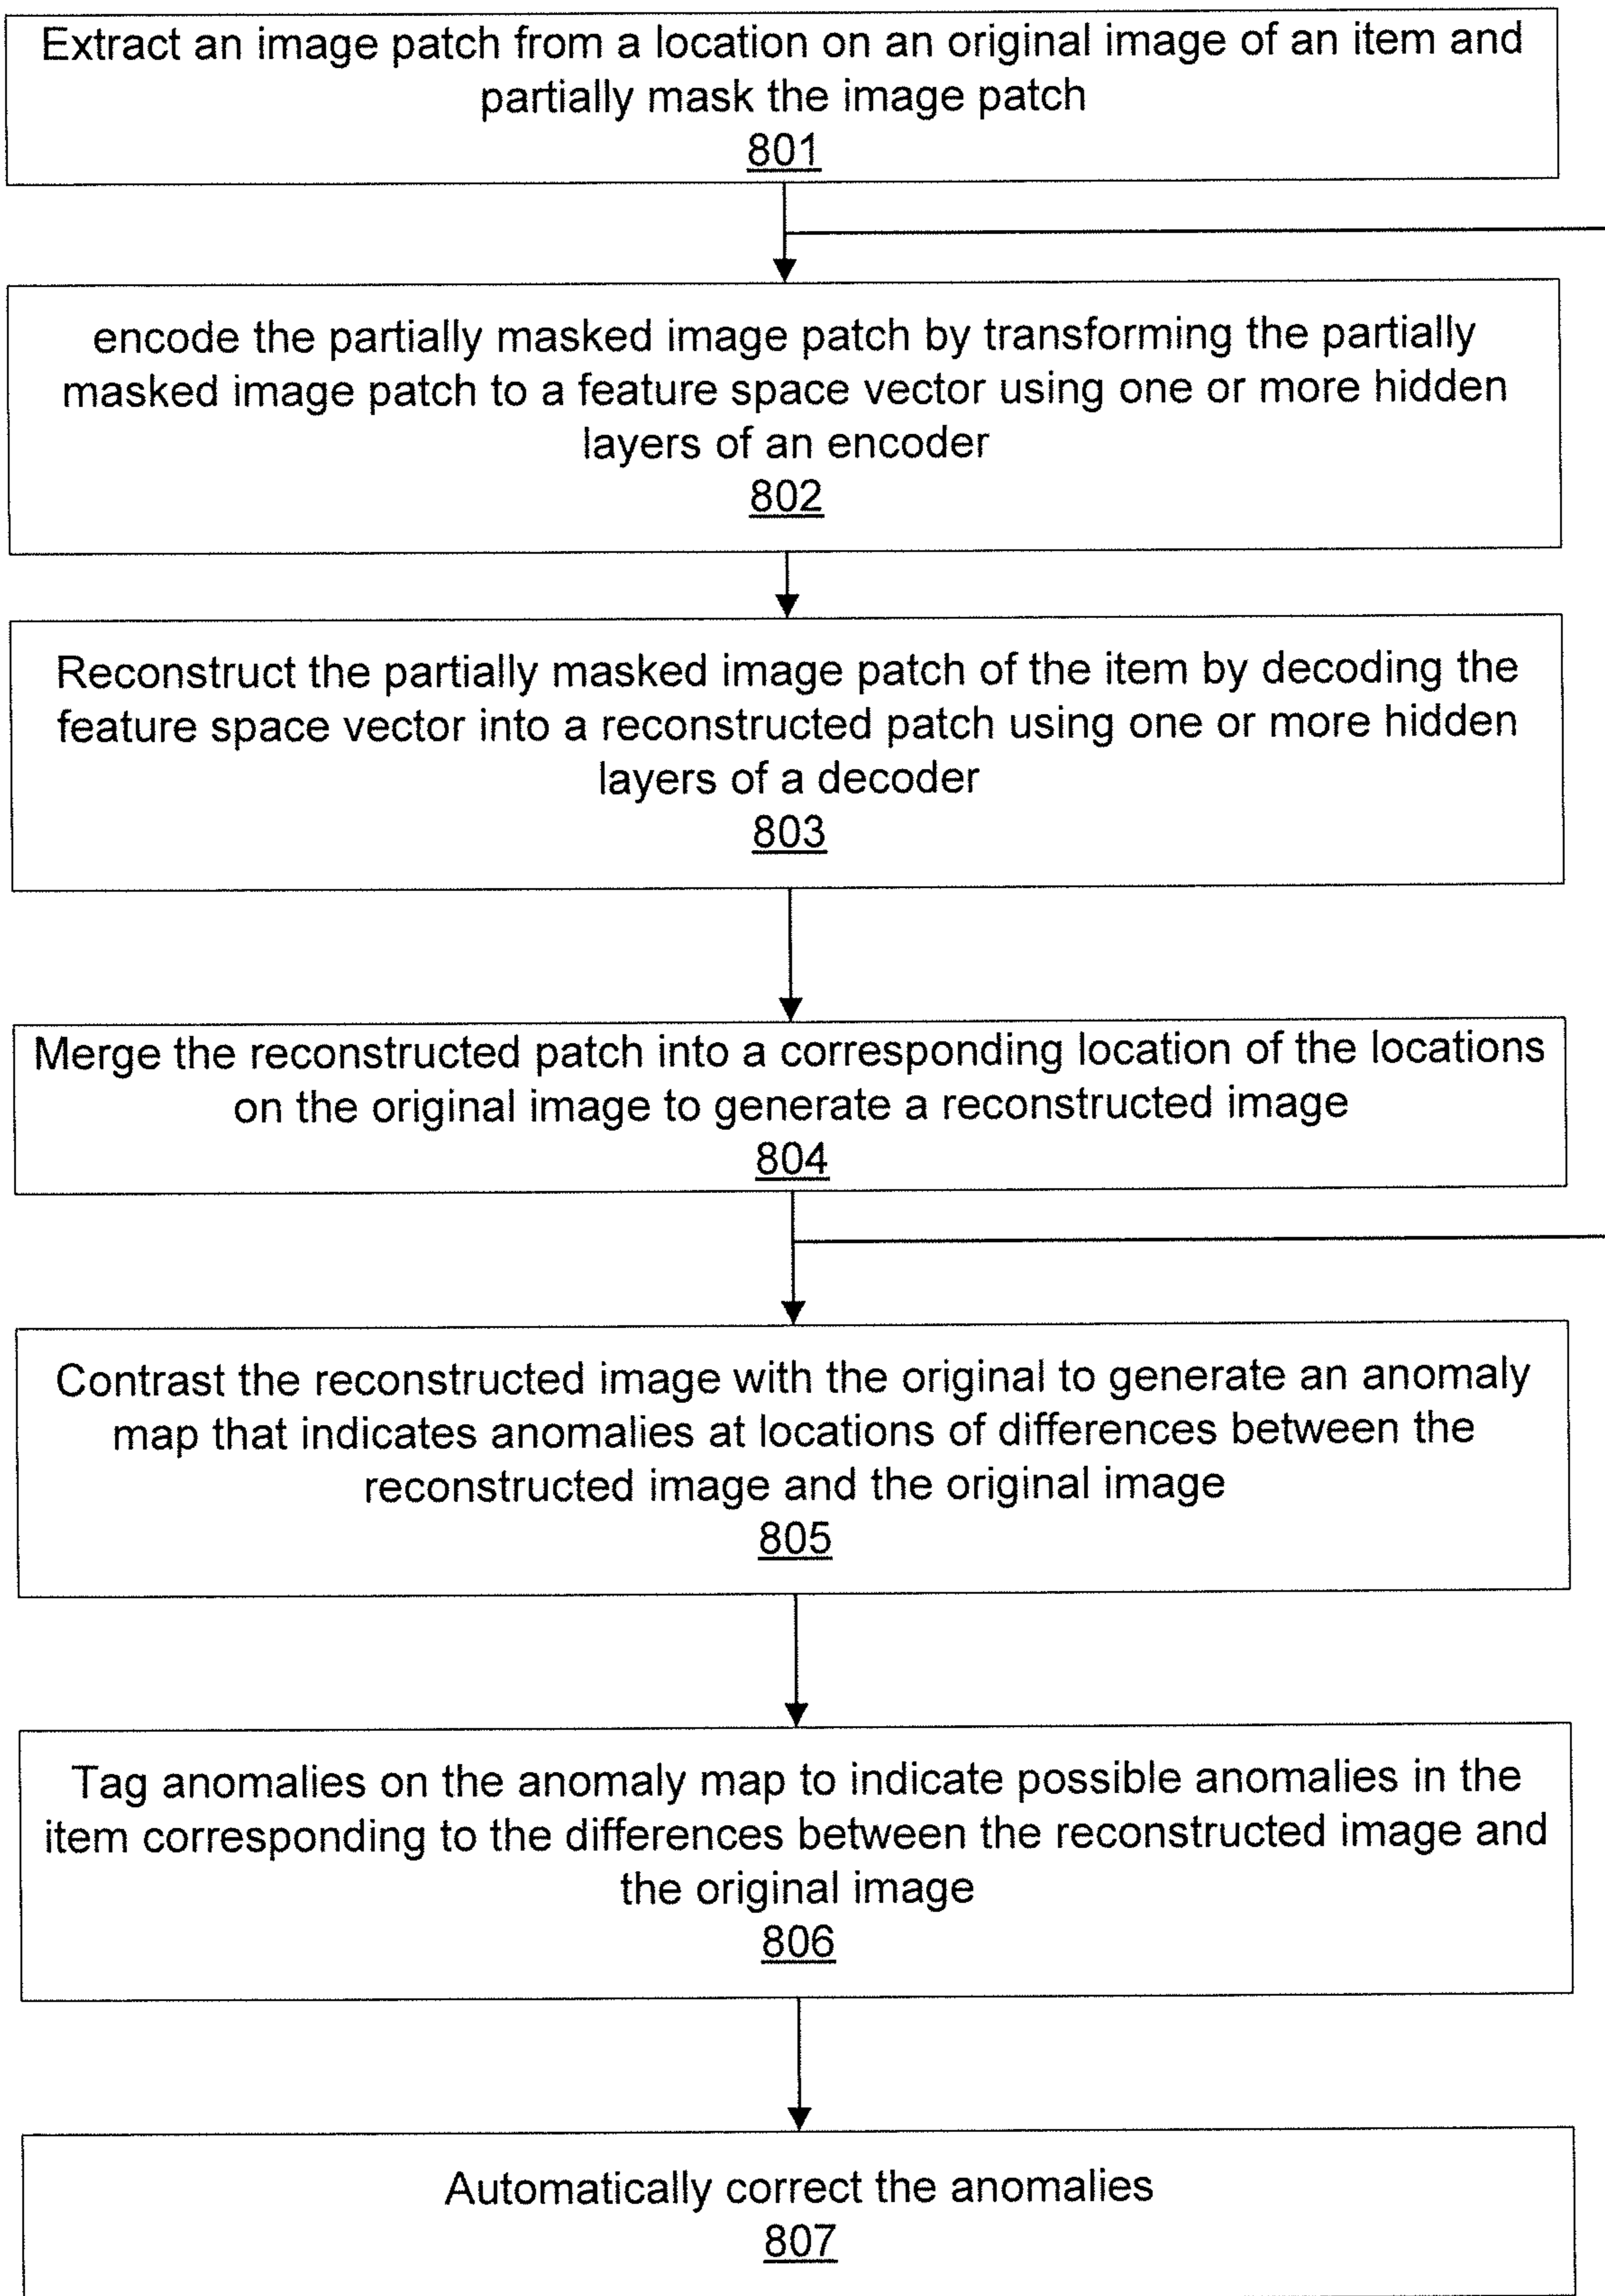 Extract an image patch from a location on an original image of an item and
partially mask the image patch
801
encode the partially masked image patch by transforming the partially
masked image patch to a feature space vector using one or more hidden
layers of an encoder
802
Reconstruct the partially masked image patch of the item by decoding the
feature space vector into a reconstructed patch using one or more hidden
layers of a decoder
803
Merge the reconstructed patch into a corresponding location of the locations
on the original image to generate a reconstructed image
804
Contrast the reconstructed image with the original to generate an anomaly
map that indicates anomalies at locations of differences between the
reconstructed image and the original image
805
Tag anomalies on the anomaly map to indicate possible anomalies in the
item corresponding to the differences between the reconstructed image and
the original image
806
Automatically correct the anomalies
807